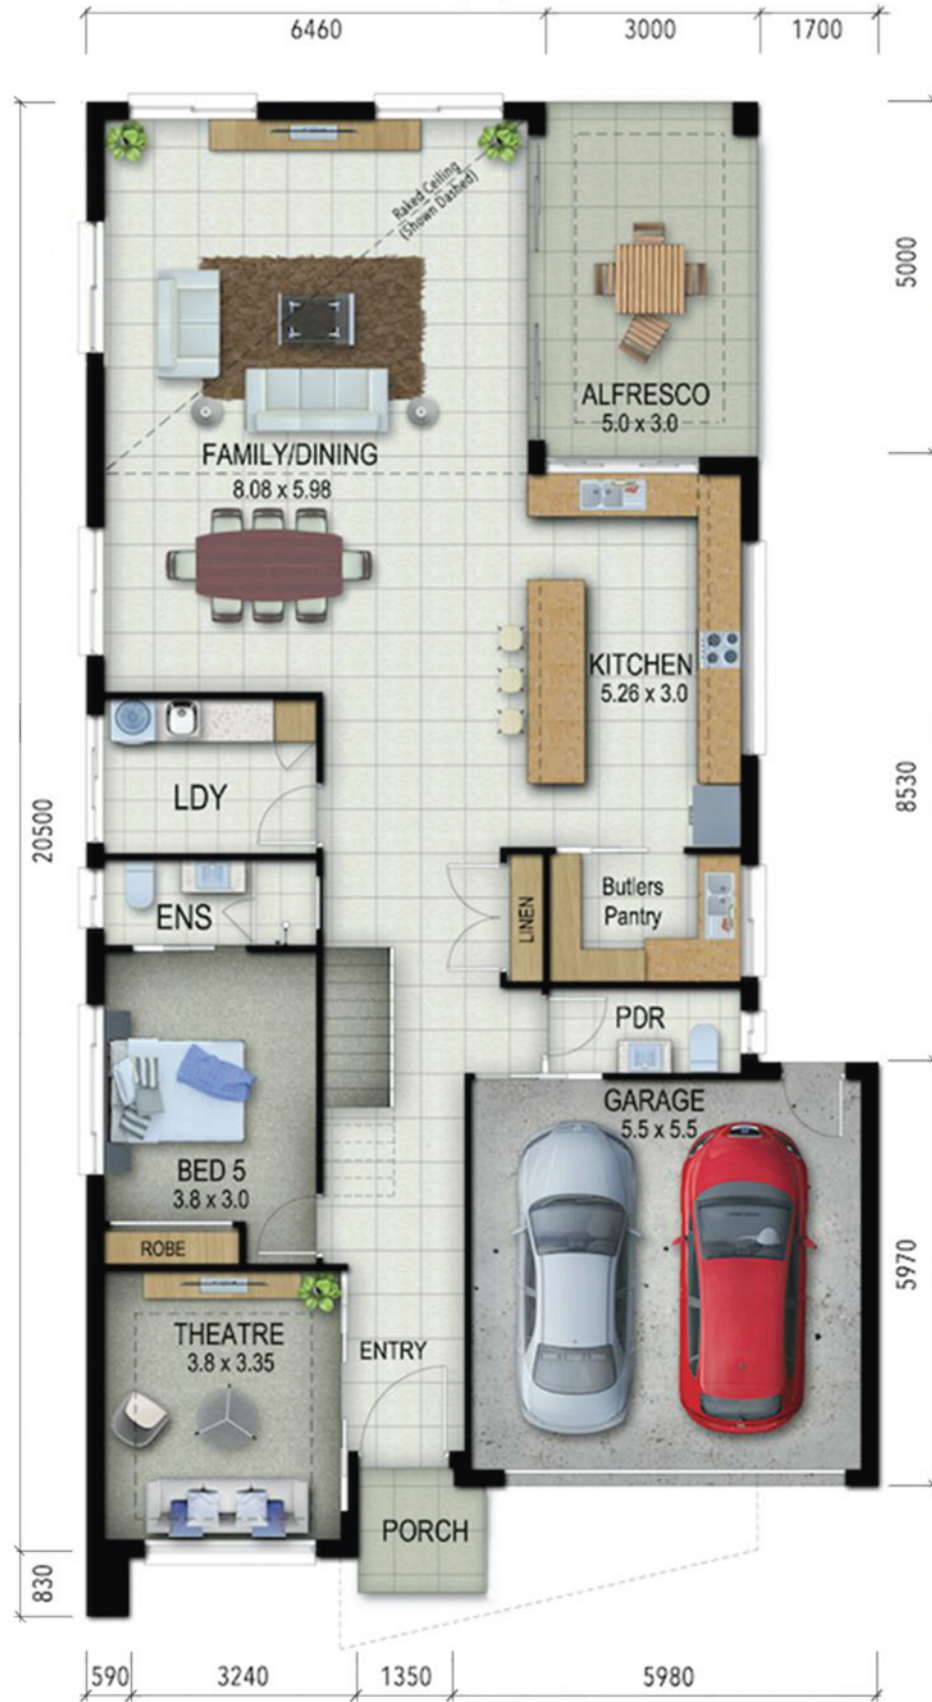 6460
3000
1700
Raked Ceiling
(Shown Dashed)
5000
ALFRESCO
5.0 x 3.0
FAMILY/DINING
8.08 x 5.98
KITCHEN
5.26 x 3.0
LDY
8530
20500
Butlers
Pantry
LINEN
ENS
PDR
GARAGE
5.5 x 5.5
BED 5
3.8 x 3.0
ROBE
5970
THEATRE
3.8 x 3.35
ENTRY
PORCH
830
590
3240
1350
5980